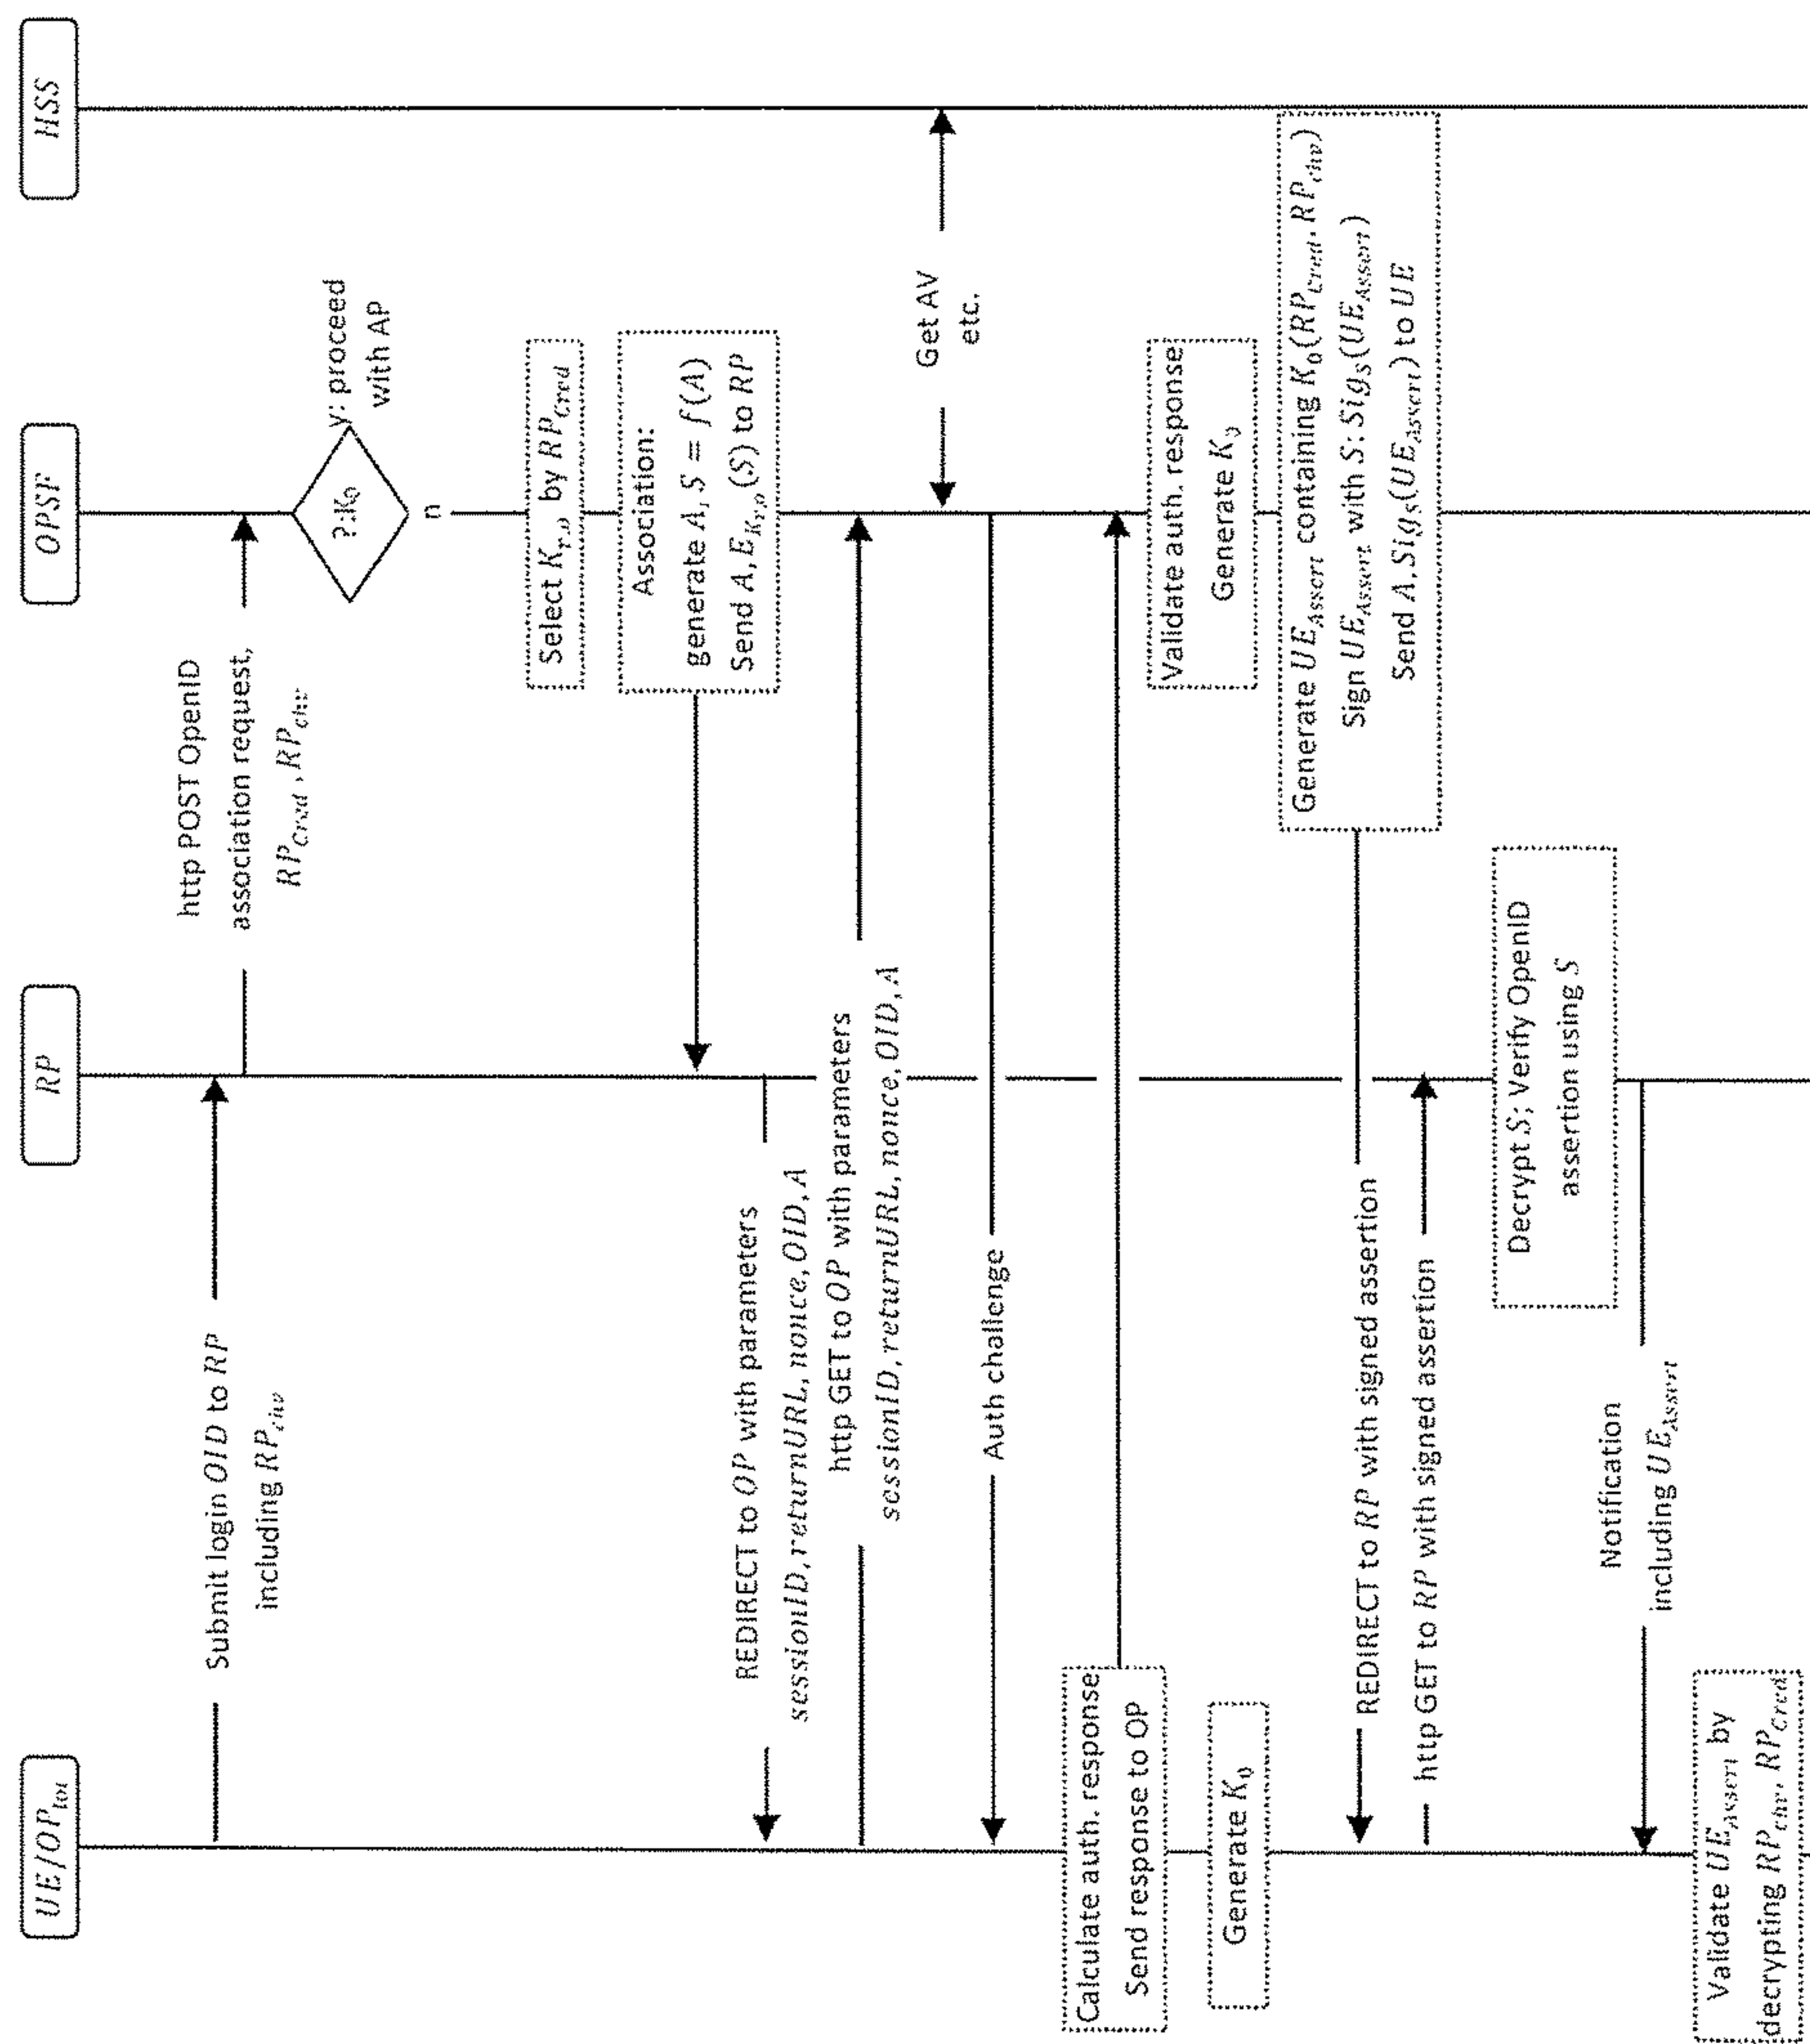 UE/OP_loc
RP
OPSF
HSS
Submit login OID to RP
including RP_chv
http POST OpenID
association request,
RP_Cred, RP_chv
?:K_0
y: proceed
with AP
n
Select K_r,o by RP_Cred
Association:
generate A, S = f(A)
Send A, E_K_r,o(S) to RP
REDIRECT to OP with parameters
sessionID, returnURL, nonce, OID, A
http GET to OP with parameters
sessionID, returnURL, nonce, OID, A
Get AV
etc.
Auth challenge
Calculate auth. response
Send response to OP
Validate auth. response
Generate K_0
Generate K_0
Generate UE_Assert containing K_0(RP_Cred, RP_chv)
Sign UE_Assert with S: Sig_S(UE_Assert)
Send A, Sig_S(UE_Assert) to UE
REDIRECT to RP with signed assertion
http GET to RP with signed assertion
Decrypt S; Verify OpenID
assertion using S
Notification
including UE_Assert
Validate UE_Assert by
decrypting RP_chv, RP_Cred